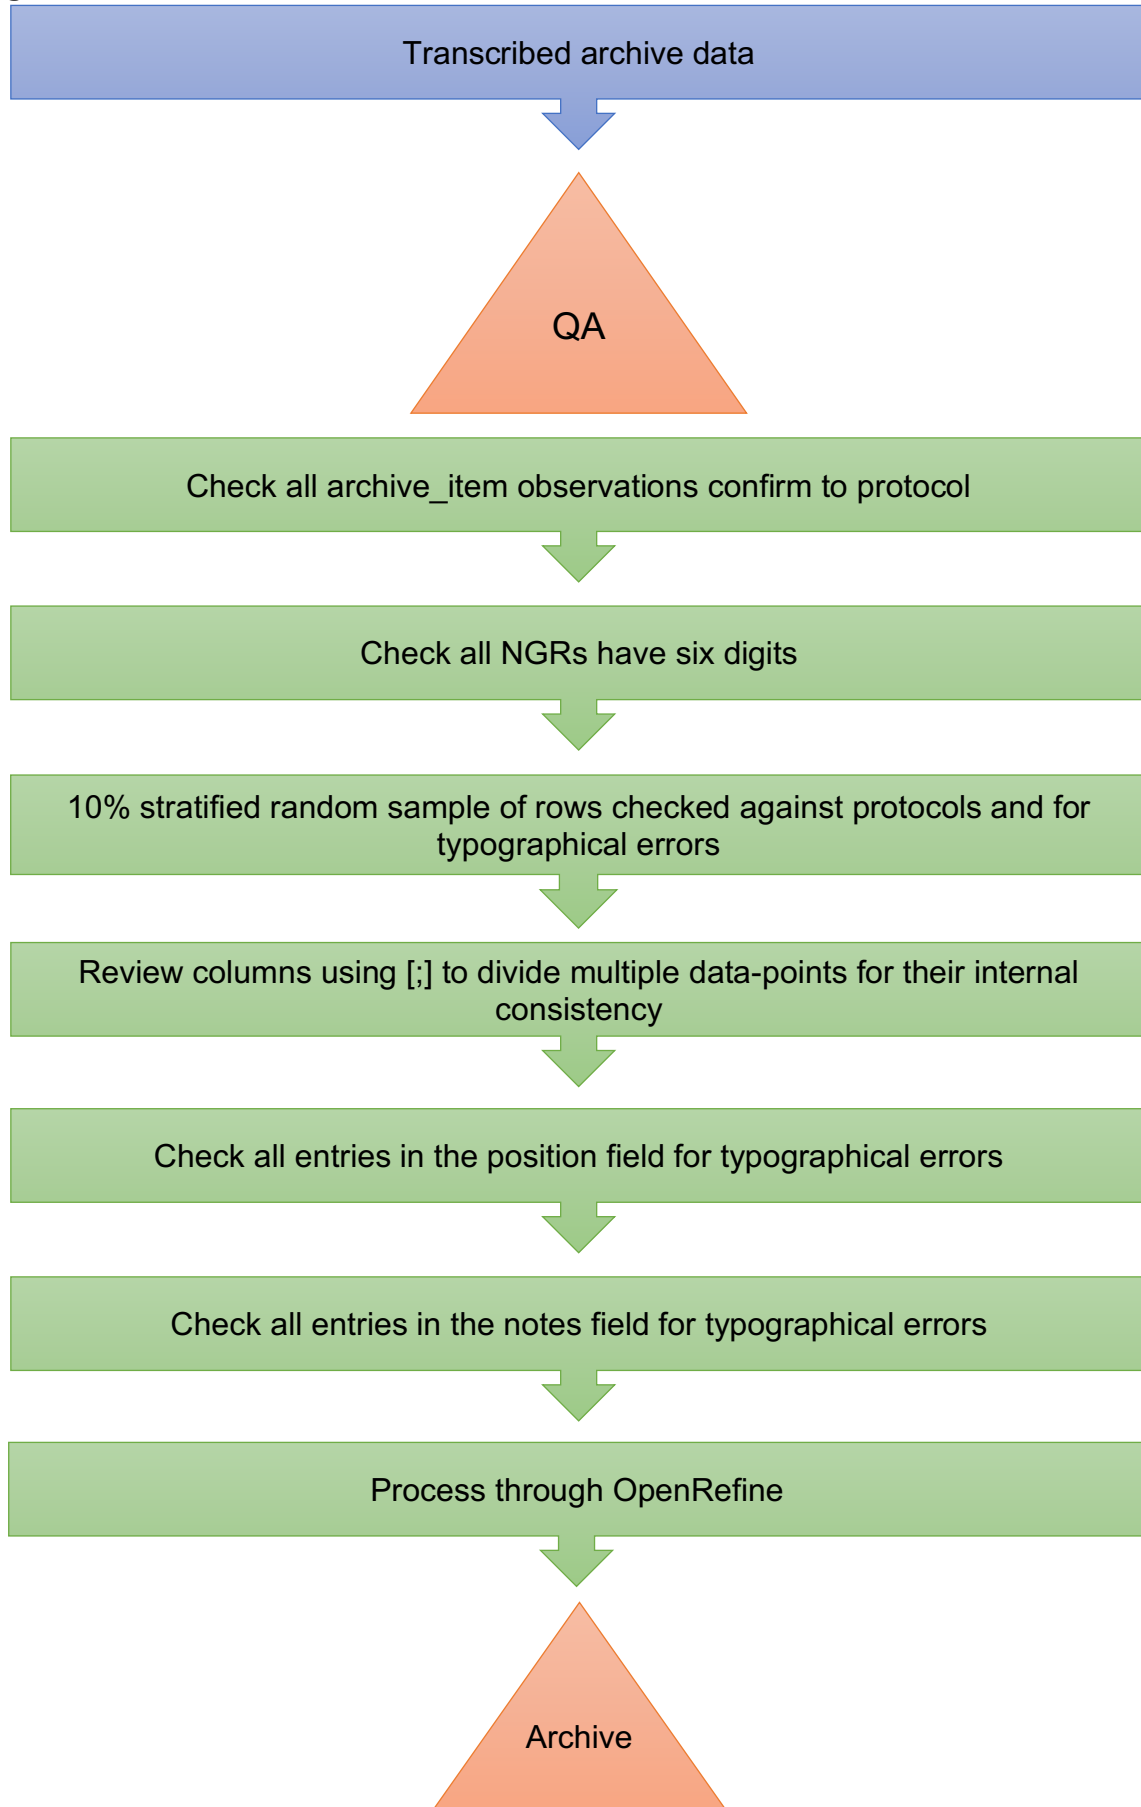 Transcribed archive data
QA
Check all archive_item observations confirm to protocol
Check all NGRs have six digits
10% stratified random sample of rows checked against protocols and for
typographical errors
Review columns using [;] to divide multiple data-points for their internal
consistency
Check all entries in the position field for typographical errors
Check all entries in the notes field for typographical errors
Process through OpenRefine
Archive